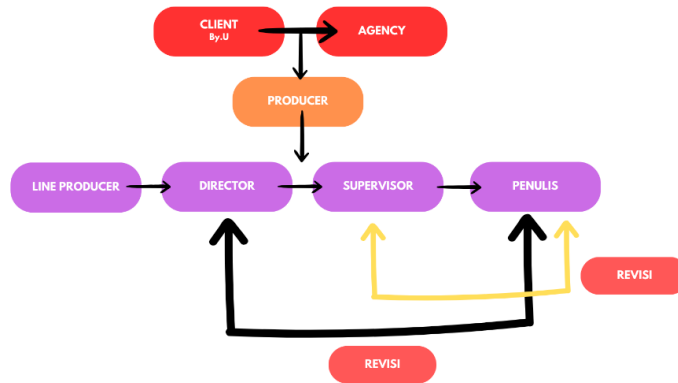 CLIENT
By.U
AGENCY
PRODUCER
LINE PRODUCER
DIRECTOR
SUPERVISOR
PENULIS
REVISI
REVISI